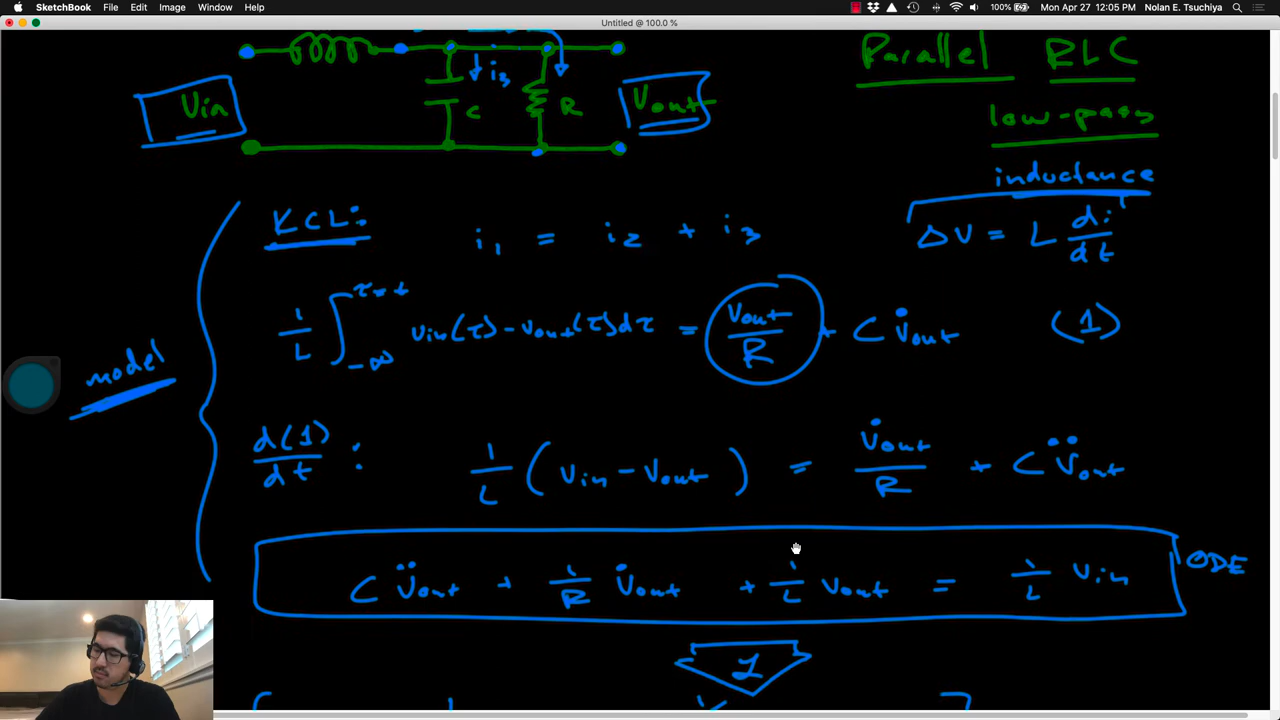 SketchBook File Edit Image Window Help 100% Mon Apr 27 12:05 PM Nolan E. Tsuchiya
Untitled @ 100.0 %
Parallel RLC
low-pass
Vin i3 C R Vout
inductance
ΔV = L di/dt
KCL: i1 = i2 + i3
1/L ∫_{-∞}^{τ=t} vin(τ) - vout(τ) dτ = vout/R + C v̇out (1)
model
d(1)/dt : 1/L (vin - vout) = v̇out/R + C v̈out
C v̈out + 1/R v̇out + 1/L vout = 1/L vin ODE